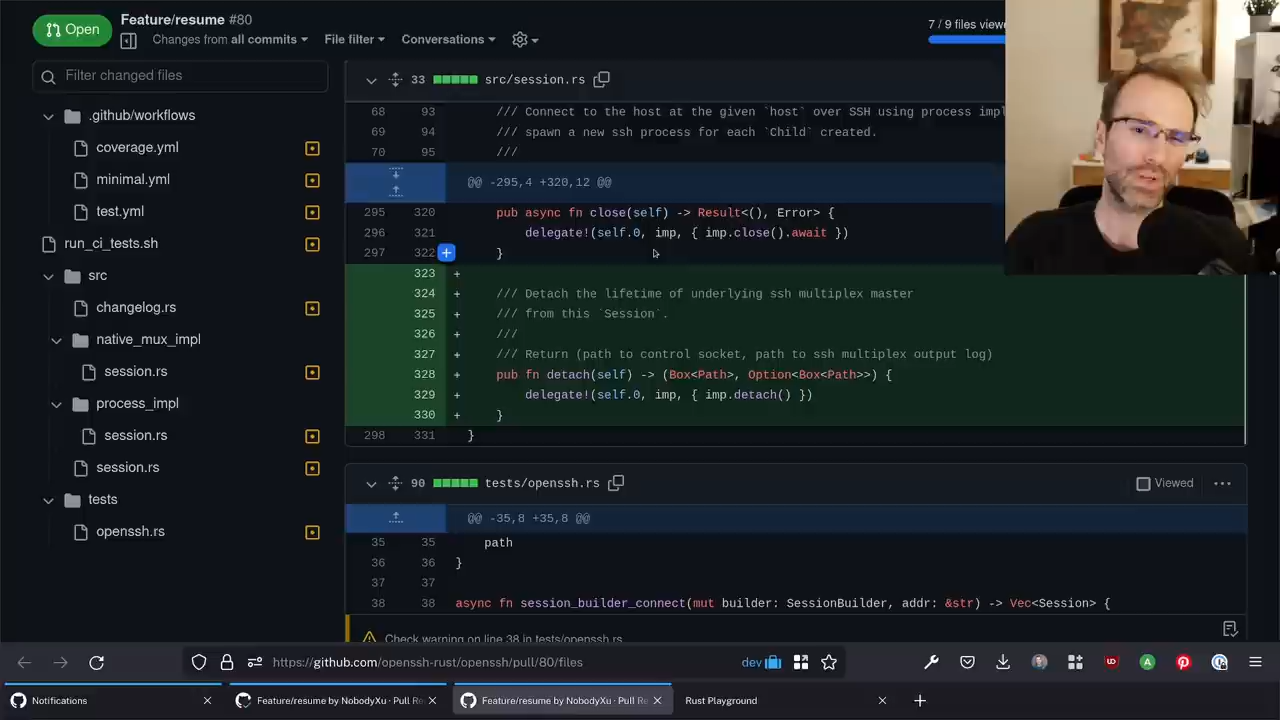 Open
Feature/resume #80
Changes from all commits
File filter
Conversations
7 / 9 files viewe
Filter changed files
.github/workflows
coverage.yml
minimal.yml
test.yml
run_ci_tests.sh
src
changelog.rs
native_mux_impl
session.rs
process_impl
session.rs
session.rs
tests
openssh.rs
33 src/session.rs
68 93 /// Connect to the host at the given `host` over SSH using process impl
69 94 /// spawn a new ssh process for each `Child` created.
70 95 ///
@@ -295,4 +320,12 @@
295 320 pub async fn close(self) -> Result<(), Error> {
296 321 delegate!(self.0, imp, { imp.close().await })
297 322 }
323 +
324 + /// Detach the lifetime of underlying ssh multiplex master
325 + /// from this `Session`.
326 + ///
327 + /// Return (path to control socket, path to ssh multiplex output log)
328 + pub fn detach(self) -> (Box<Path>, Option<Box<Path>>) {
329 + delegate!(self.0, imp, { imp.detach() })
330 + }
298 331 }
90 tests/openssh.rs
Viewed
@@ -35,8 +35,8 @@
35 35 path
36 36 }
37 37
38 38 async fn session_builder_connect(mut builder: SessionBuilder, addr: &str) -> Vec<Session> {
Check warning on line 38 in tests/openssh.rs
https://github.com/openssh-rust/openssh/pull/80/files
dev
Notifications
Feature/resume by NobodyXu · Pull Re
Feature/resume by NobodyXu · Pull Re
Rust Playground